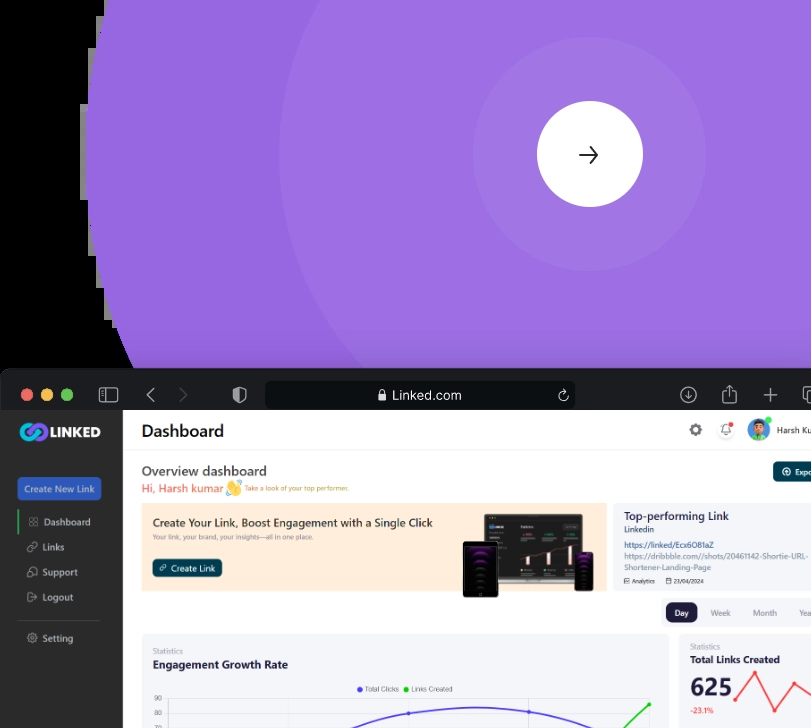 Linked.com
LINKED
Dashboard
Harsh Ku
Create New Link
Dashboard
Links
Support
Logout
Setting
Overview dashboard
Hi, Harsh kumar 👋 Take a look of your top performer.
Expo
Create Your Link, Boost Engagement with a Single Click
Your link, your brand, your insights—all in one place.
Create Link
Top-performing Link
Linkedin
https://linked/Ecx6O81aZ
https://dribbble.com//shots/20461142-Shortie-URL-
Shortener-Landing-Page
Analytics 23/04/2024
Day Week Month Yea
Statistics
Engagement Growth Rate
Total Clicks Links Created
90
80
70
Statistics
Total Links Created
625
-23.1%